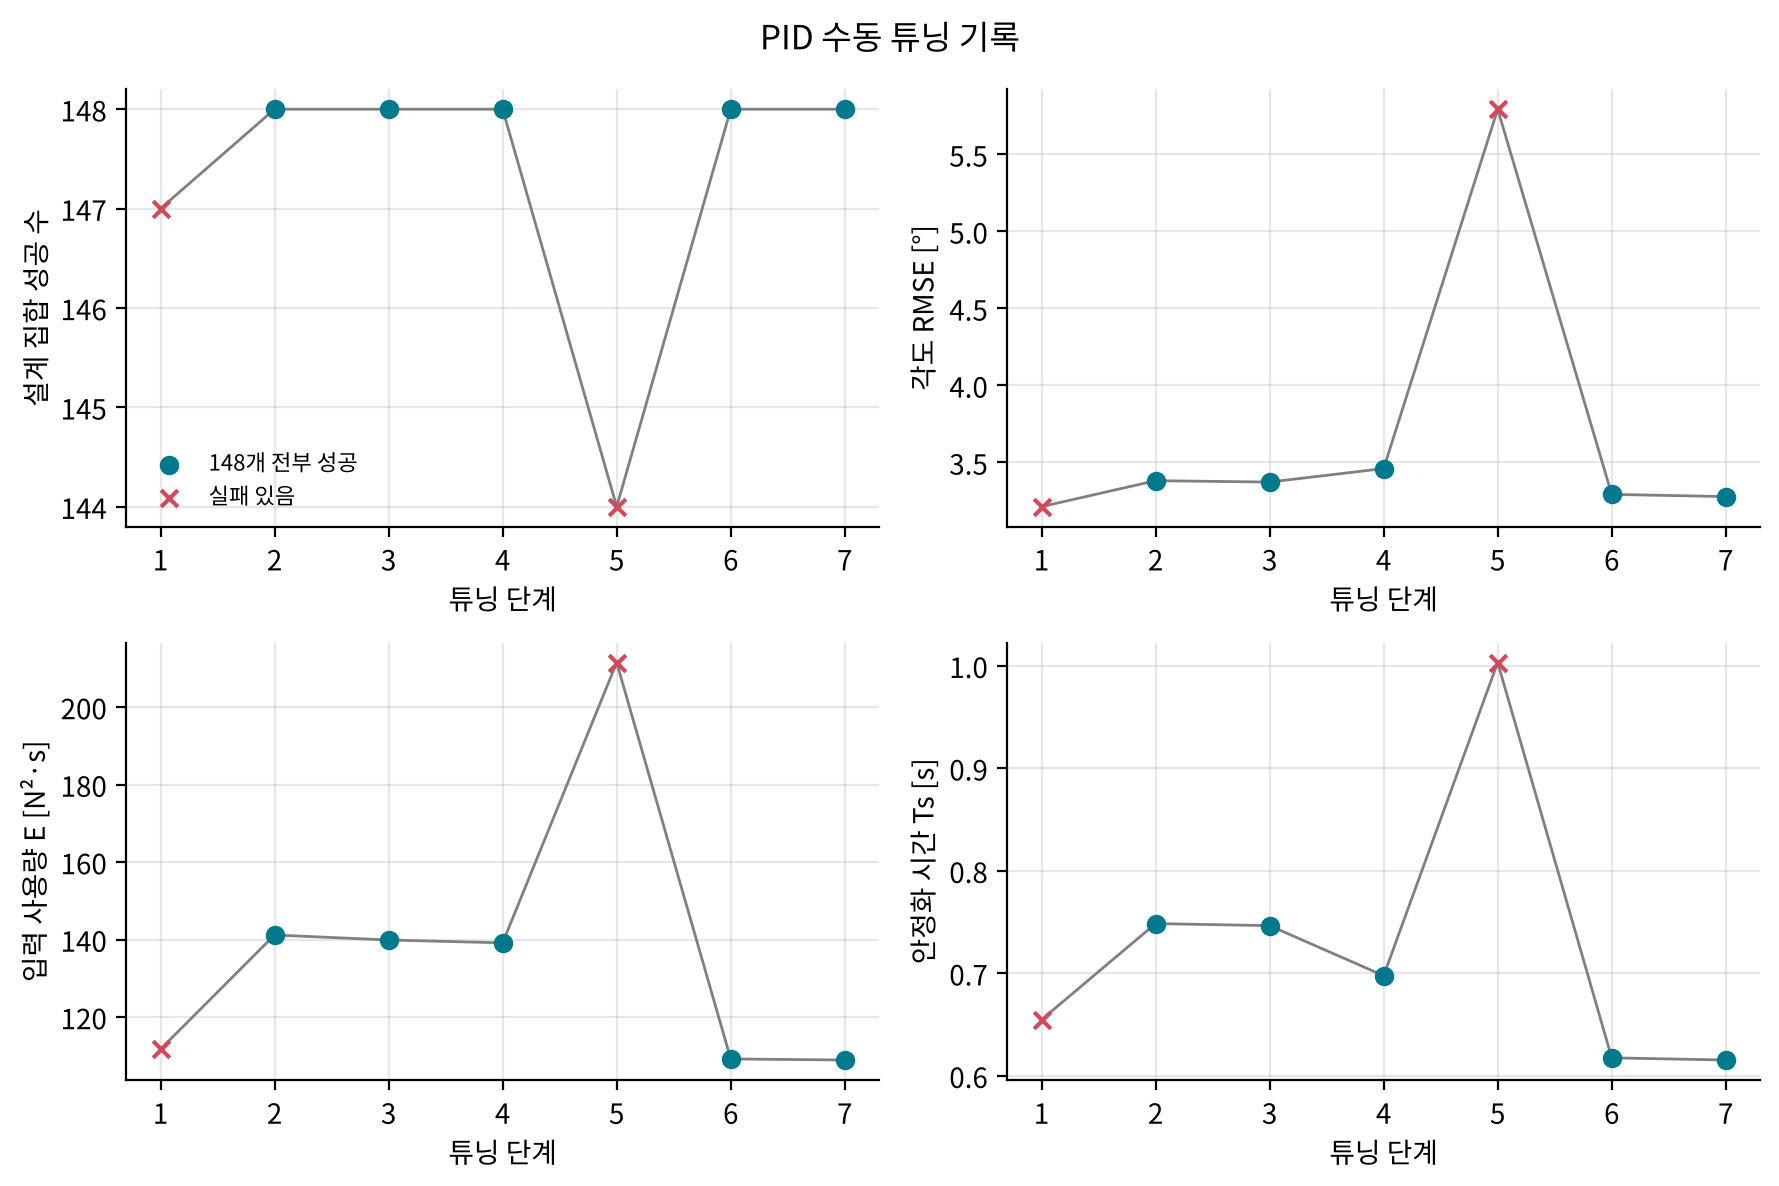 PID 수동 튜닝 기록
설계 집합 성공 수
148
147
146
145
144
148개 전부 성공
실패 있음
1 2 3 4 5 6 7
튜닝 단계
각도 RMSE [°]
5.5
5.0
4.5
4.0
3.5
1 2 3 4 5 6 7
튜닝 단계
입력 사용량 E [N²·s]
200
180
160
140
120
1 2 3 4 5 6 7
튜닝 단계
안정화 시간 Ts [s]
1.0
0.9
0.8
0.7
0.6
1 2 3 4 5 6 7
튜닝 단계